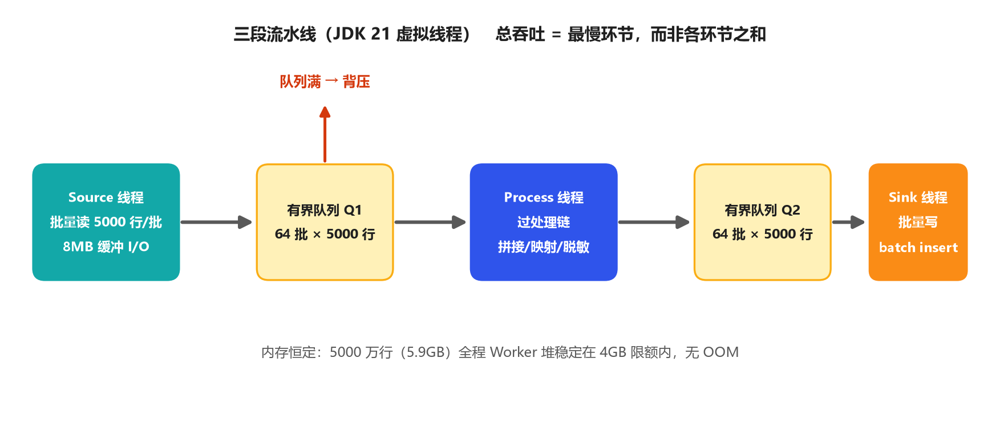 三段流水线（JDK 21 虚拟线程） 总吞吐 = 最慢环节，而非各环节之和
队列满 → 背压
Source 线程
批量读 5000 行/批
8MB 缓冲 I/O
有界队列 Q1
64 批 × 5000 行
Process 线程
过处理链
拼接/映射/脱敏
有界队列 Q2
64 批 × 5000 行
Sink 线程
批量写
batch insert
内存恒定：5000 万行（5.9GB）全程 Worker 堆稳定在 4GB 限额内，无 OOM